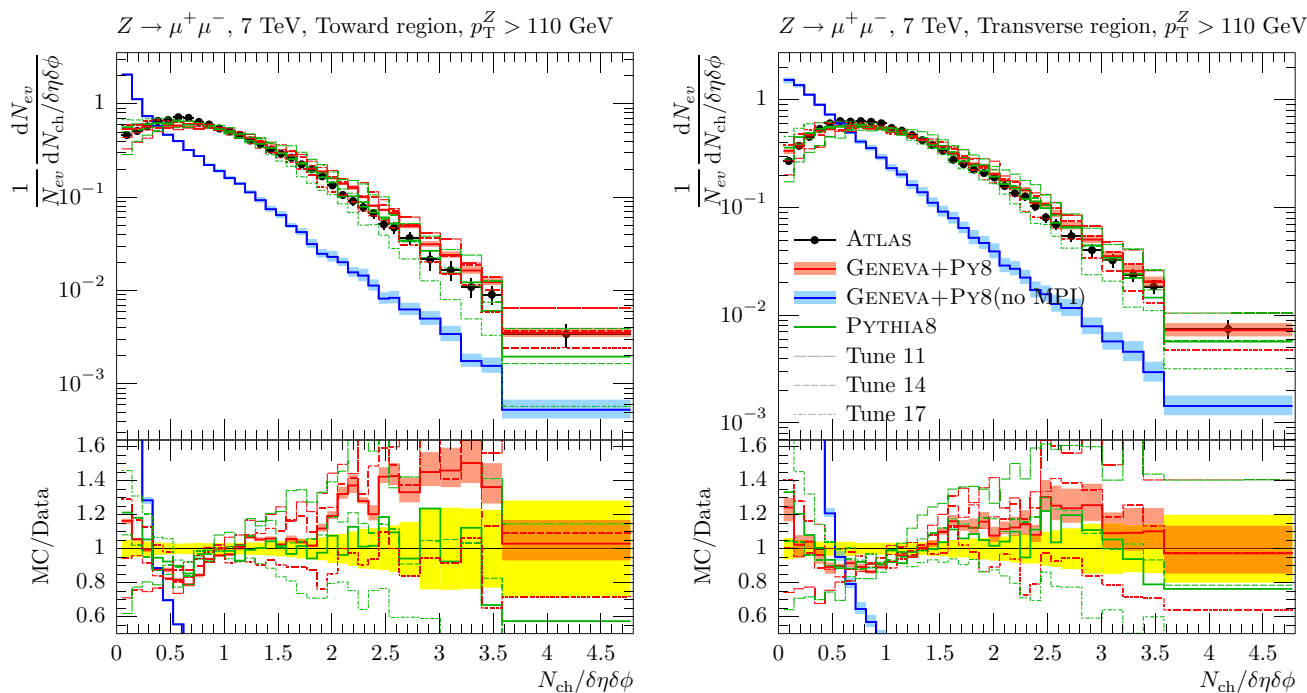 Z → μ⁺μ⁻, 7 TeV, Toward region, p_T^Z > 110 GeV
1/N_ev dN_ev/dN_ch/δηδφ
1
10⁻¹
10⁻²
10⁻³
MC/Data
1.6
1.4
1.2
1
0.8
0.6
0 0.5 1 1.5 2 2.5 3 3.5 4 4.5
N_ch/δηδφ
Z → μ⁺μ⁻, 7 TeV, Transverse region, p_T^Z > 110 GeV
1/N_ev dN_ev/dN_ch/δηδφ
1
10⁻¹
10⁻²
10⁻³
ATLAS
GENEVA+PY8
GENEVA+PY8(no MPI)
PYTHIA8
Tune 11
Tune 14
Tune 17
MC/Data
1.6
1.4
1.2
1
0.8
0.6
0 0.5 1 1.5 2 2.5 3 3.5 4 4.5
N_ch/δηδφ